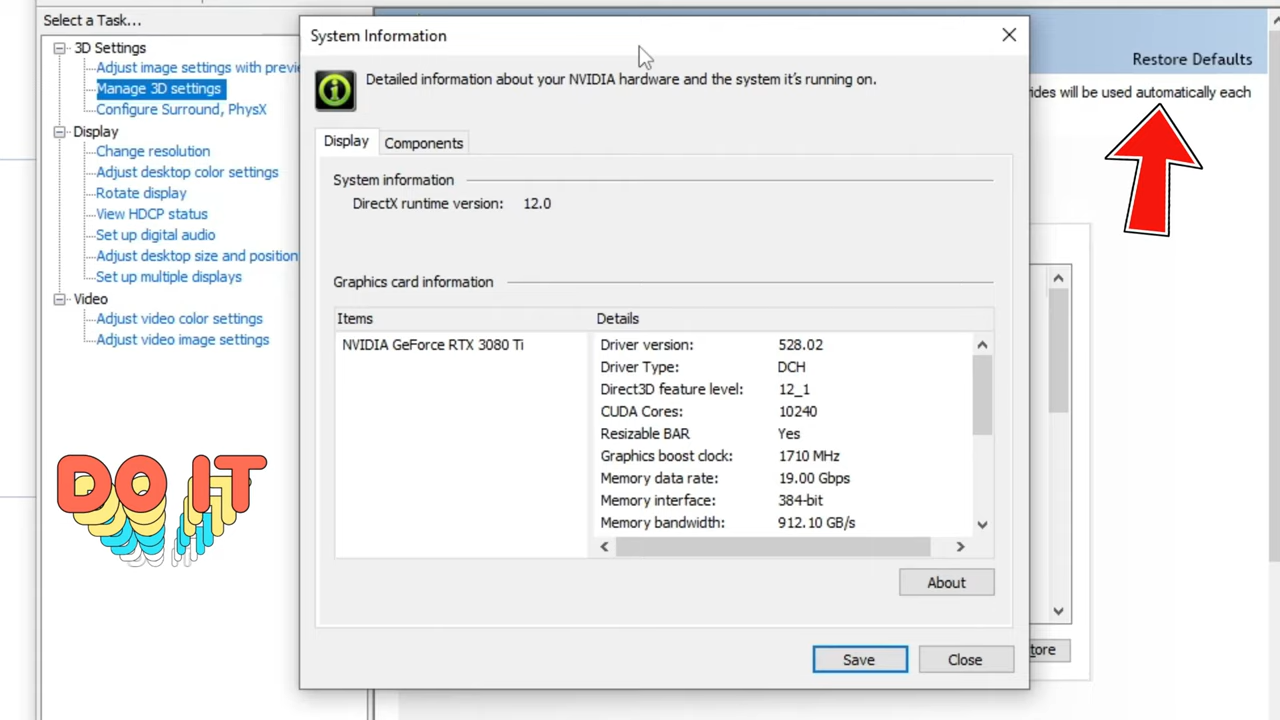 Select a Task...
3D Settings
Adjust image settings with previe
Manage 3D settings
Configure Surround, PhysX
Display
Change resolution
Adjust desktop color settings
Rotate display
View HDCP status
Set up digital audio
Adjust desktop size and position
Set up multiple displays
Video
Adjust video color settings
Adjust video image settings
DO IT
System Information
Detailed information about your NVIDIA hardware and the system it's running on.
Display Components
System information
DirectX runtime version: 12.0
Graphics card information
Items Details
NVIDIA GeForce RTX 3080 Ti
Driver version: 528.02
Driver Type: DCH
Direct3D feature level: 12_1
CUDA Cores: 10240
Resizable BAR Yes
Graphics boost clock: 1710 MHz
Memory data rate: 19.00 Gbps
Memory interface: 384-bit
Memory bandwidth: 912.10 GB/s
About
Save Close
Restore Defaults
ides will be used automatically each
tore